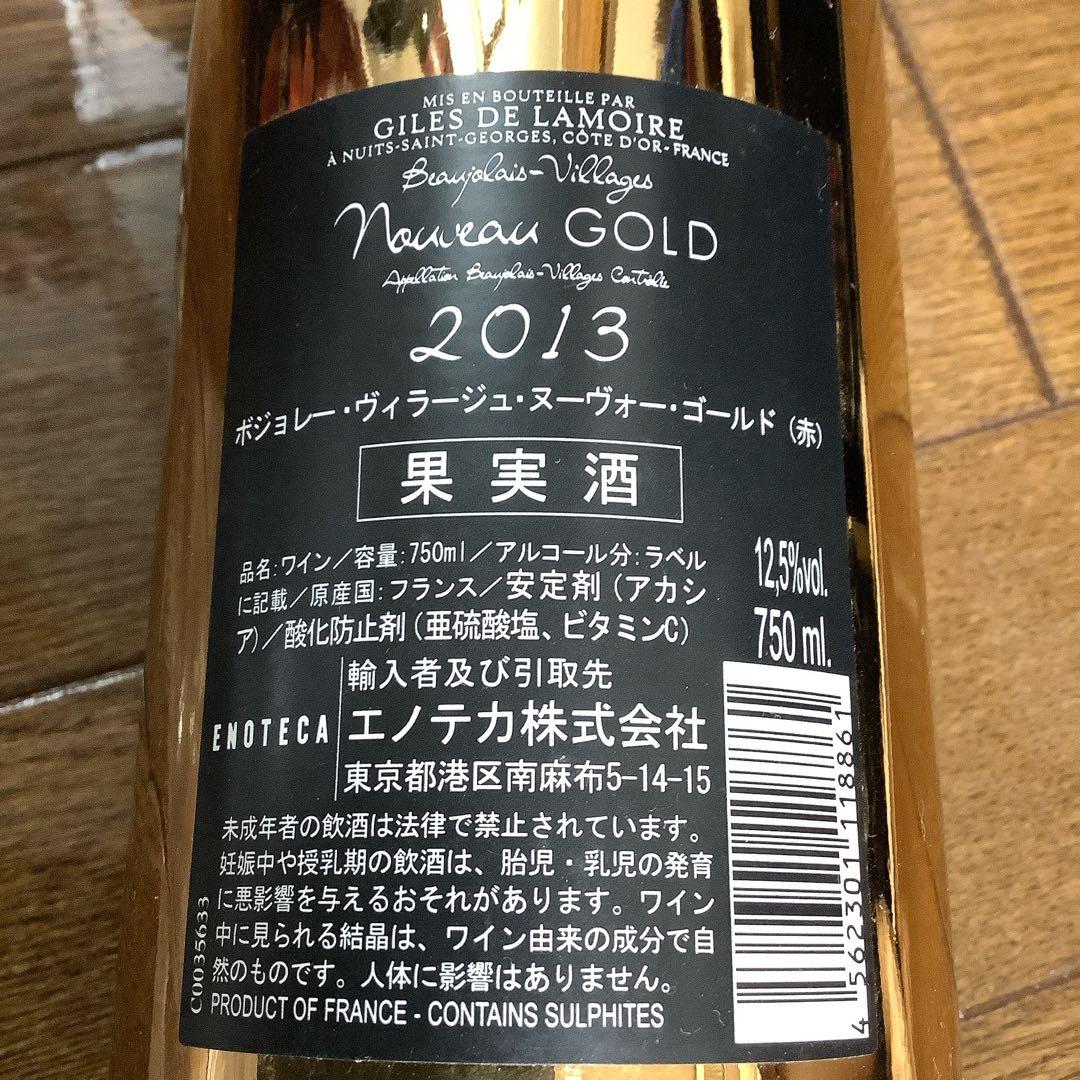 MIS EN BOUTEILLE PAR
GILES DE LAMOIRE
À NUITS-SAINT-GEORGES, CÔTE D'OR-FRANCE
Beaujolais-Villages
Nouveau GOLD
Appellation Beaujolais-Villages Contrôlée
2013
ボジョレー・ヴィラージュ・ヌーヴォー・ゴールド（赤）
果実酒
品名:ワイン／容量:750ml／アルコール分:ラベル
に記載／原産国:フランス／安定剤（アカシ
ア）／酸化防止剤（亜硫酸塩、ビタミンC）
12,5%vol.
750 ml.
ENOTECA
輸入者及び引取先
エノテカ株式会社
東京都港区南麻布5-14-15
未成年者の飲酒は法律で禁止されています。
妊娠中や授乳期の飲酒は、胎児・乳児の発育
に悪影響を与えるおそれがあります。ワイン
中に見られる結晶は、ワイン由来の成分で自
然のものです。人体に影響はありません。
PRODUCT OF FRANCE - CONTAINS SULPHITES
C0035633
4 562301 118861